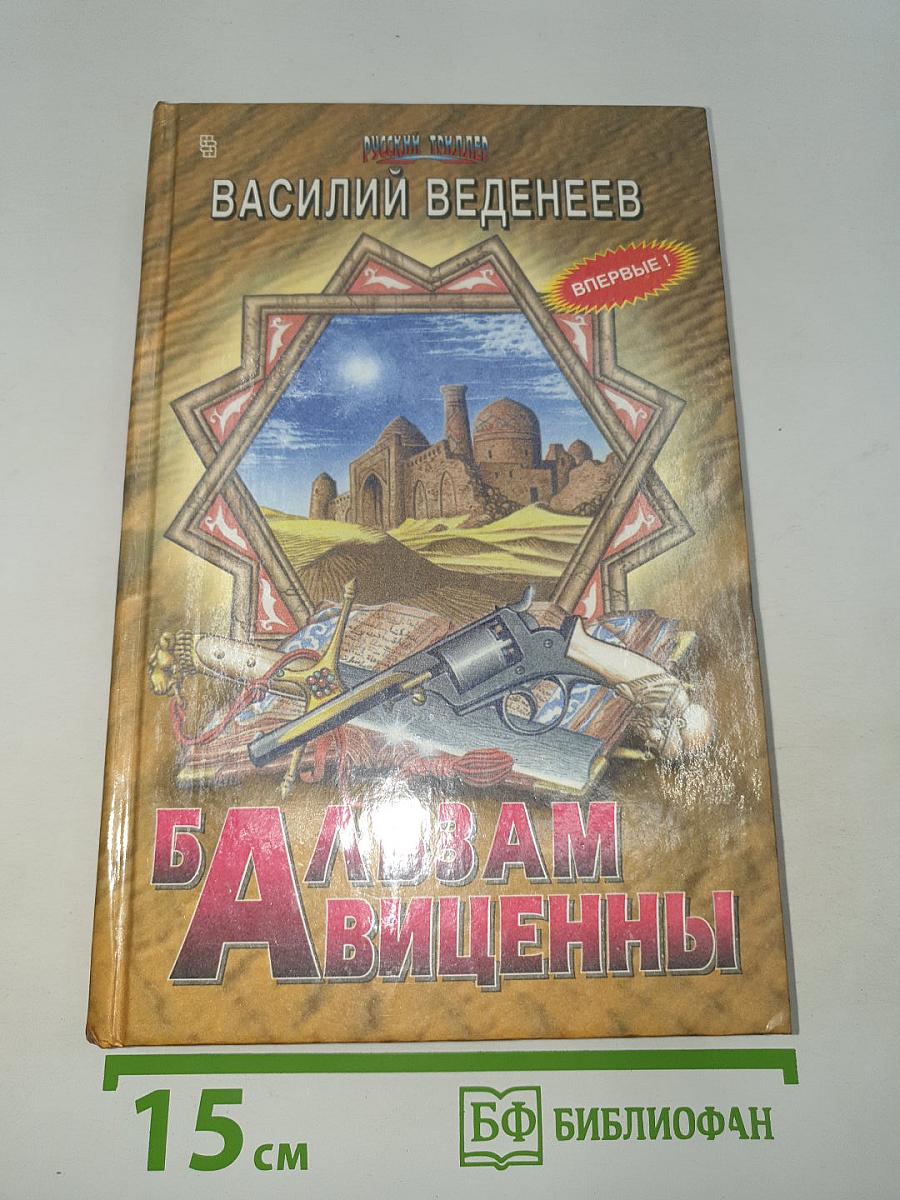 РУССКИЙ ТРИЛЛЕР
ВАСИЛИЙ ВЕДЕНЕЕВ
ВПЕРВЫЕ!
БАЛЬЗАМ
АВИЦЕННЫ
15 см
БФ БИБЛИОФАН